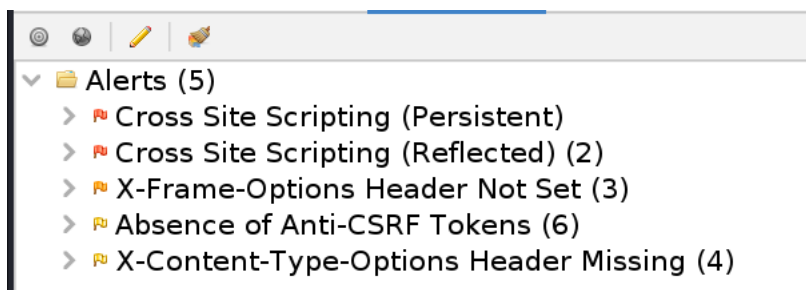 Alerts (5)
Cross Site Scripting (Persistent)
Cross Site Scripting (Reflected) (2)
X-Frame-Options Header Not Set (3)
Absence of Anti-CSRF Tokens (6)
X-Content-Type-Options Header Missing (4)